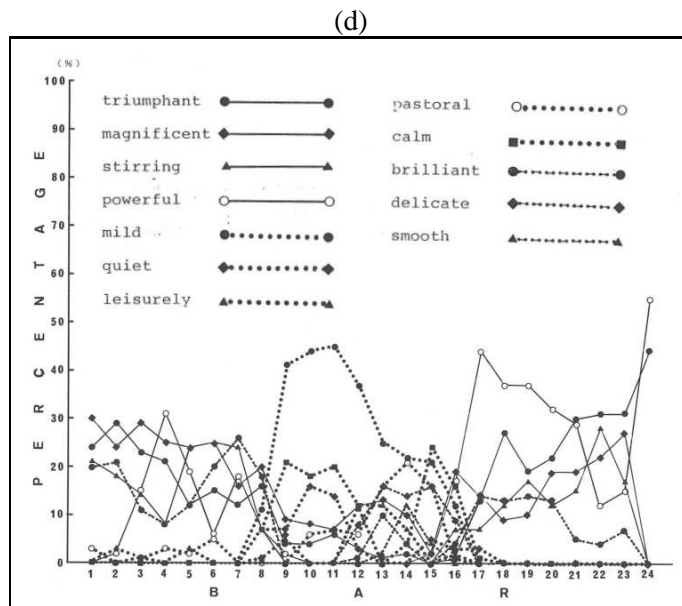 (d)
(%)
100
90
80
70
60
50
40
30
20
10
0
PERCENTAGE
triumphant
magnificent
stirring
powerful
mild
quiet
leisurely
pastoral
calm
brilliant
delicate
smooth
1 2 3 4 5 6 7 8 9 10 11 12 13 14 15 16 17 18 19 20 21 22 23 24
BAR